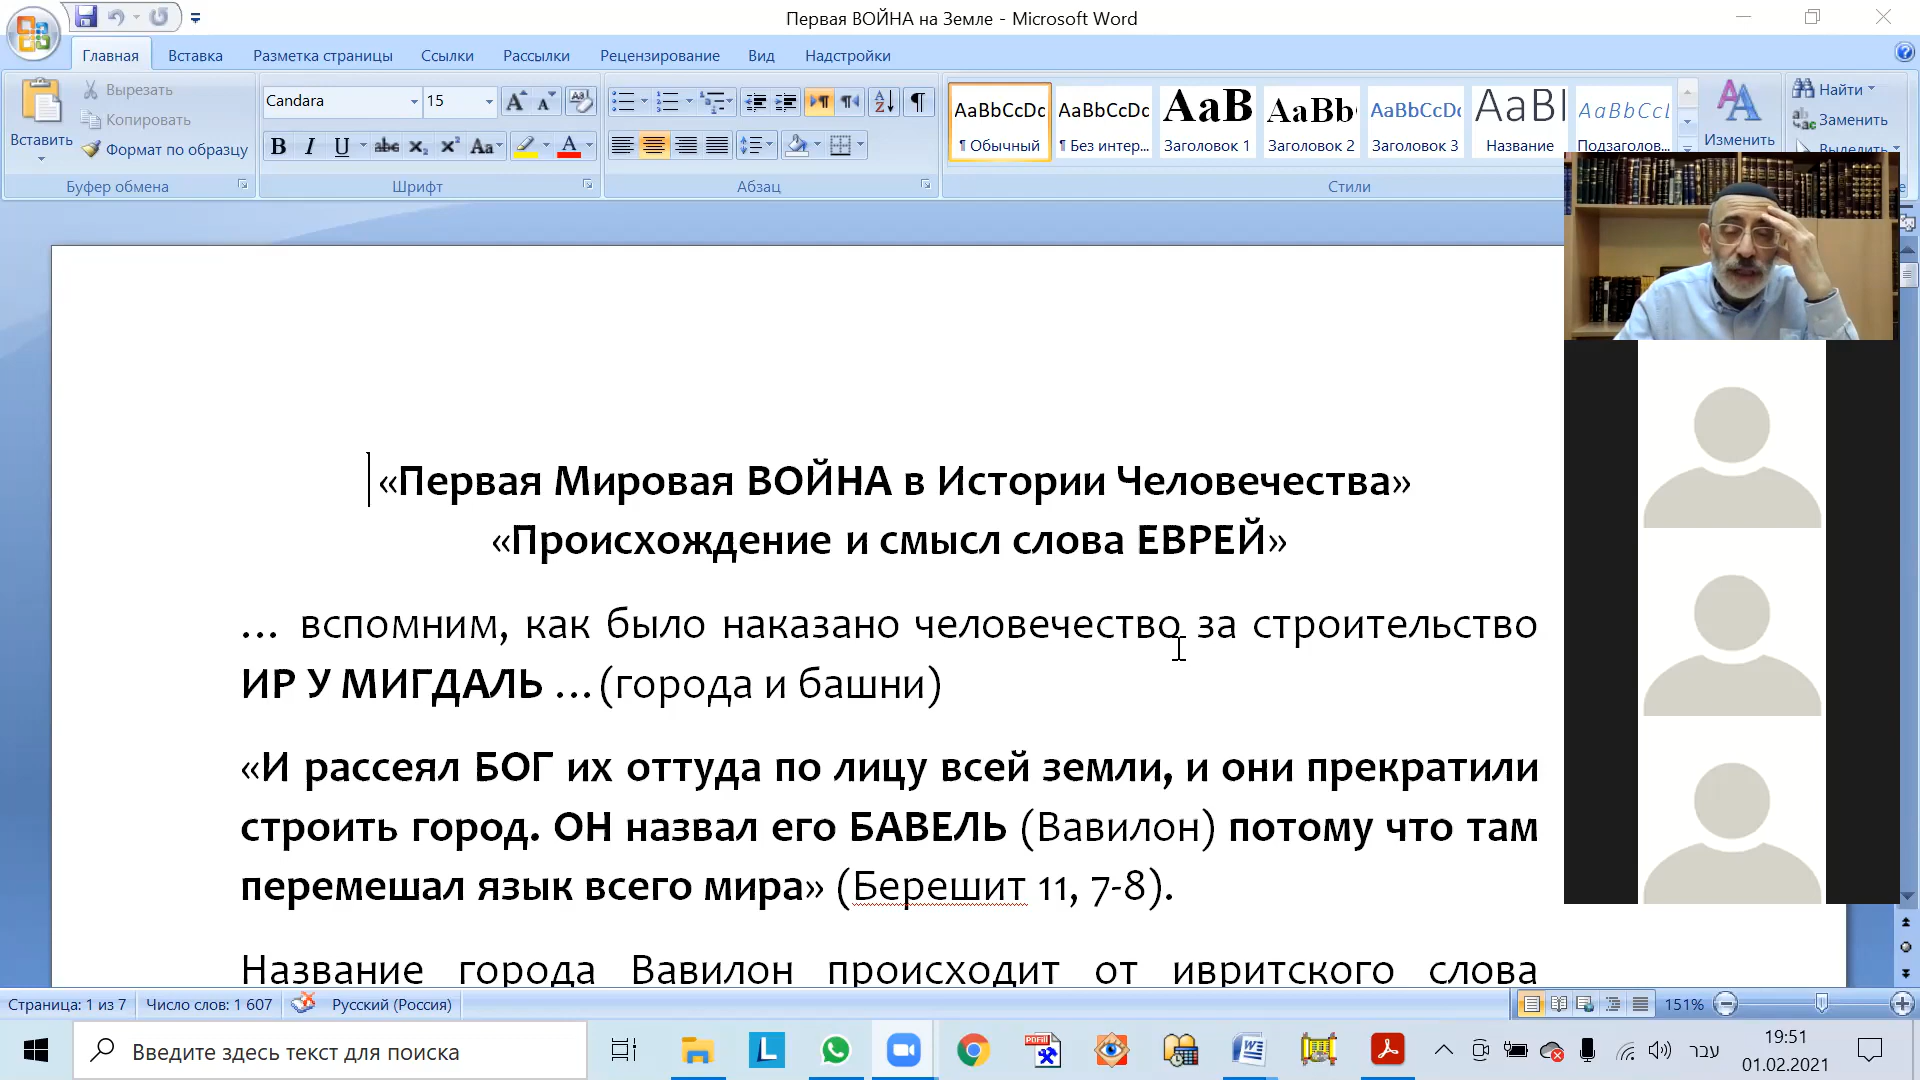 Первая ВОЙНА на Земле - Microsoft Word
Главная Вставка Разметка страницы Ссылки Рассылки Рецензирование Вид Надстройки
Вставить
Вырезать
Копировать
Формат по образцу
Буфер обмена
Candara 15
Шрифт
Абзац
AaBbCcDc AaBbCcDc AaB AaBb AaBbCcDc AaB AaBbCcL
¶ Обычный ¶ Без интер... Заголовок 1 Заголовок 2 Заголовок 3 Название Подзаголов...
Стили
Изменить
Найти
Заменить
Выделить
«Первая Мировая ВОЙНА в Истории Человечества»
«Происхождение и смысл слова ЕВРЕЙ»
... вспомним, как было наказано человечество за строительство
ИР У МИГДАЛЬ ...(города и башни)
«И рассеял БОГ их оттуда по лицу всей земли, и они прекратили
строить город. ОН назвал его БАВЕЛЬ (Вавилон) потому что там
перемешал язык всего мира» (Берешит 11, 7-8).
Название города Вавилон происходит от ивритского слова
Страница: 1 из 7 Число слов: 1 607 Русский (Россия) 151%
Введите здесь текст для поиска
עבר
19:51
01.02.2021